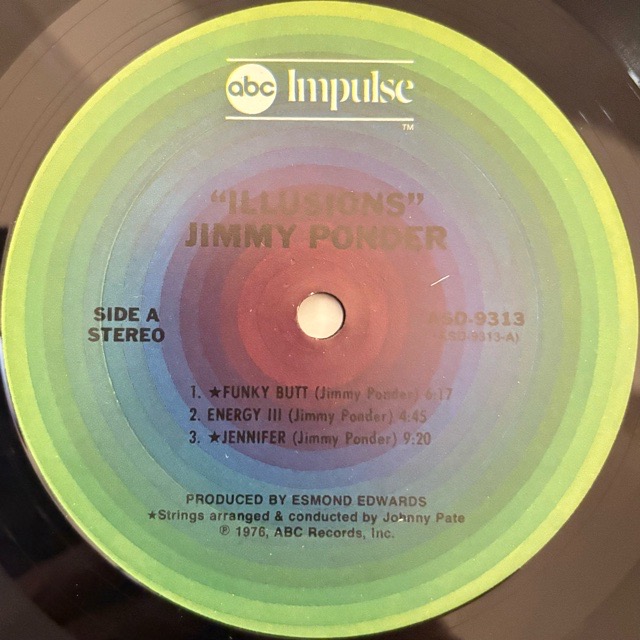 abc Impulse
TM
"ILLUSIONS"
JIMMY PONDER
SIDE A
STEREO
ASD-9313
(ASD-9313-A)
1. ★FUNKY BUTT (Jimmy Ponder) 6:17
2. ENERGY III (Jimmy Ponder) 4:45
3. ★JENNIFER (Jimmy Ponder) 9:20
PRODUCED BY ESMOND EDWARDS
★Strings arranged & conducted by Johnny Pate
℗ 1976, ABC Records, Inc.